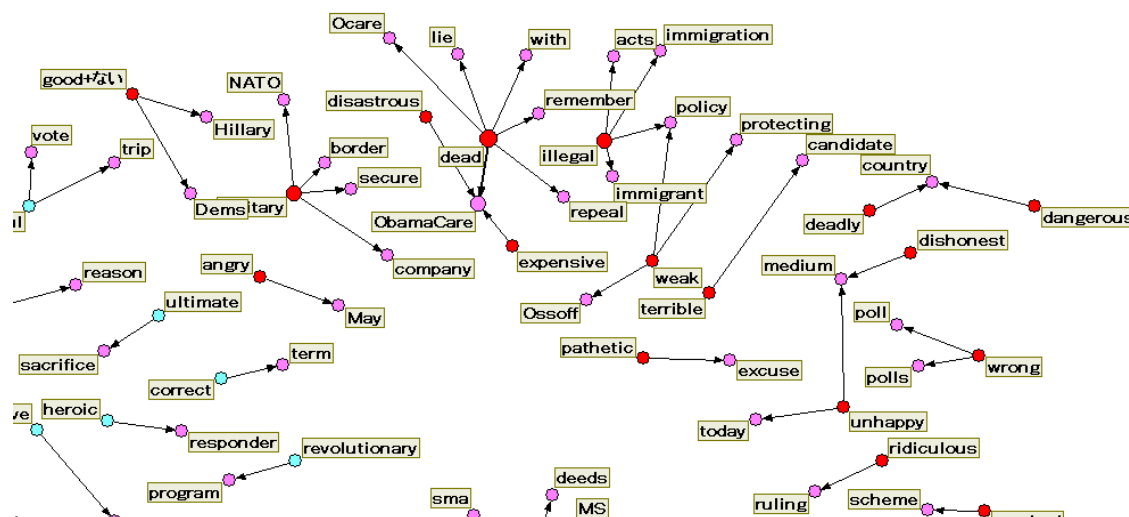 Ocare
lie
with
acts
immigration
good+ない
NATO
disastrous
remember
policy
protecting
candidate
vote
trip
Hillary
border
dead
illegal
country
secure
immigrant
Dems
itary
ul
ObamaCare
repeal
deadly
dangerous
reason
angry
company
expensive
weak
medium
dishonest
ultimate
May
Ossoff
terrible
poll
sacrifice
term
pathetic
excuse
polls
wrong
correct
ve
heroic
responder
revolutionary
today
unhappy
ridiculous
program
sma
deeds
MS
ruling
scheme